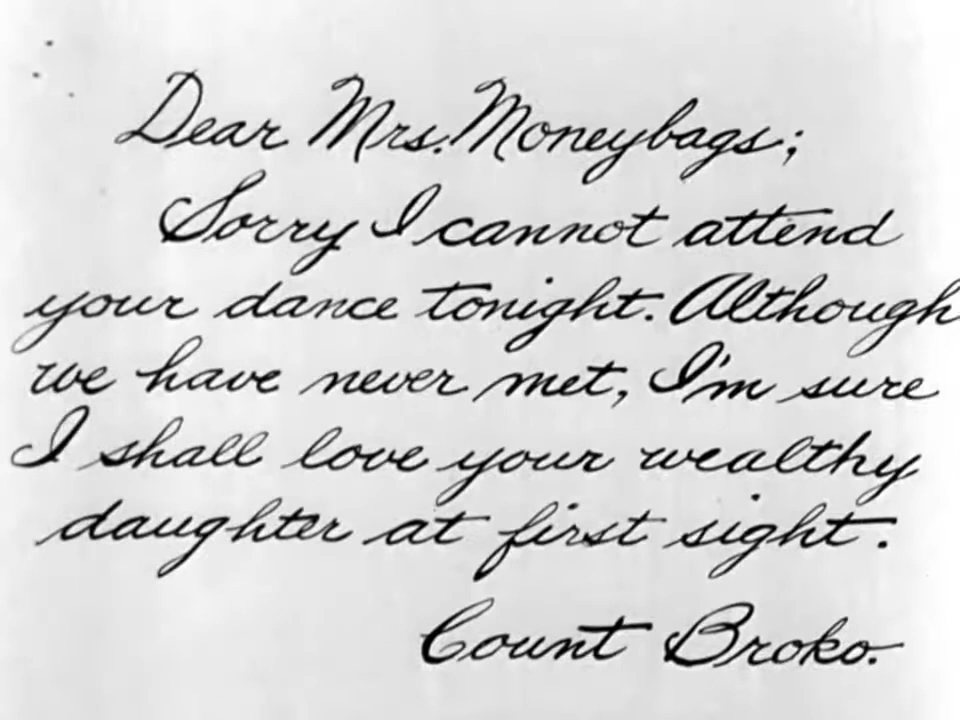 Dear Mrs. Moneybags;
Sorry I cannot attend
your dance tonight. Although
we have never met, I'm sure
I shall love your wealthy
daughter at first sight.
Count Broko.